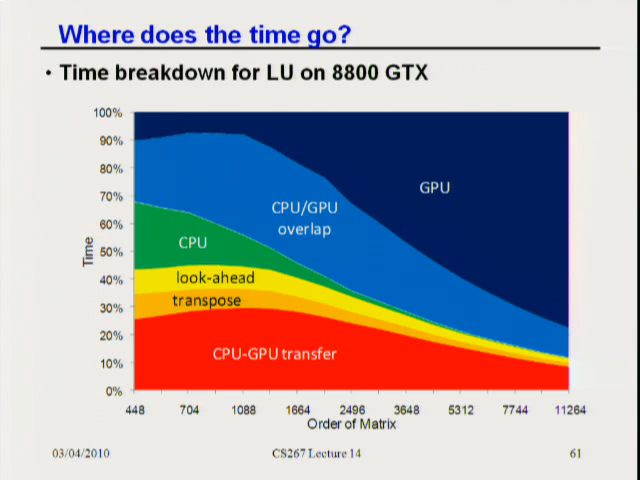 Where does the time go?
• Time breakdown for LU on 8800 GTX
100%
90%
80%
70%
60%
50%
40%
30%
20%
10%
0%
Time
GPU
CPU/GPU
overlap
CPU
look-ahead
transpose
CPU-GPU transfer
448 704 1088 1664 2496 3648 5312 7744 11264
Order of Matrix
03/04/2010 CS267 Lecture 14 61